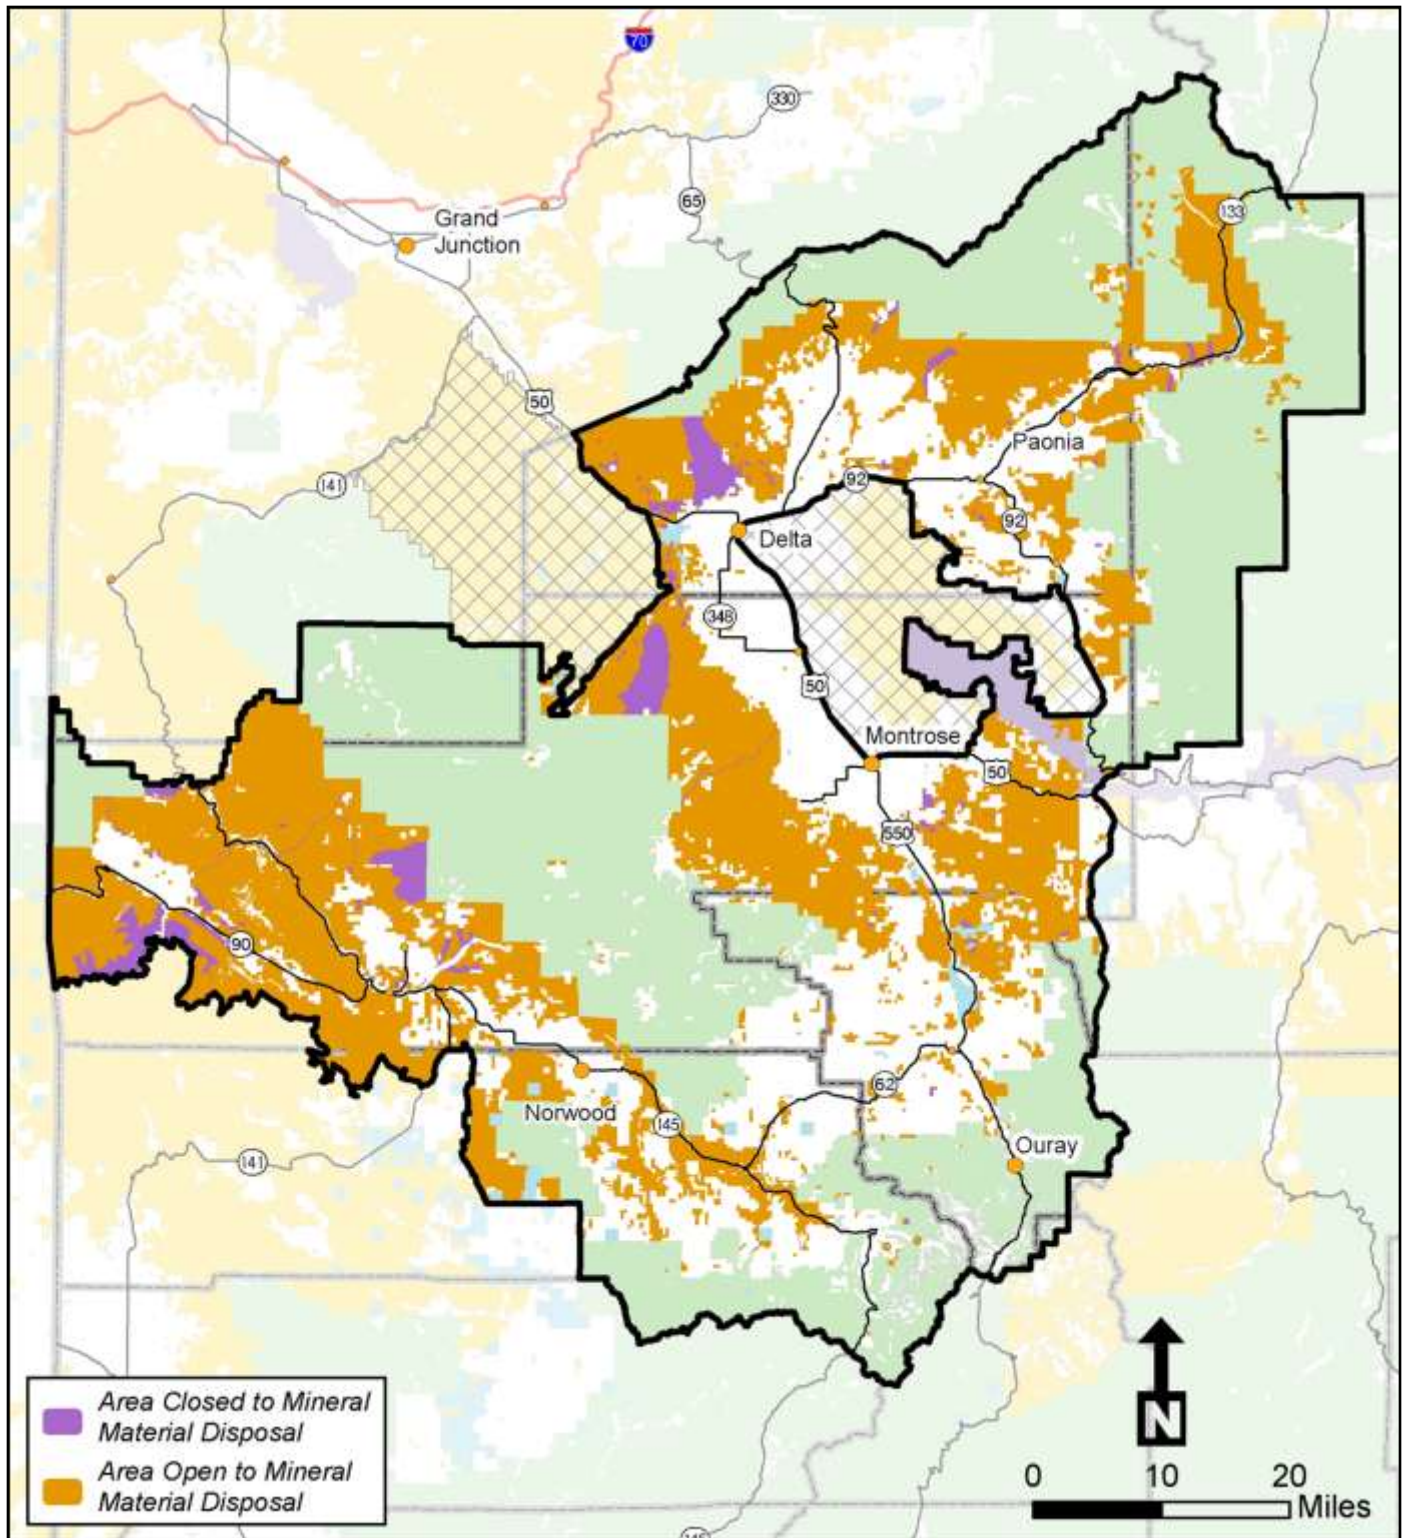 70
330
65
133
Grand
Junction
50
141
Paonia
92
92
Delta
348
50
Montrose
50
550
90
62
Norwood
145
141
Ouray
Area Closed to Mineral
Material Disposal
Area Open to Mineral
Material Disposal
N
0 10 20
Miles